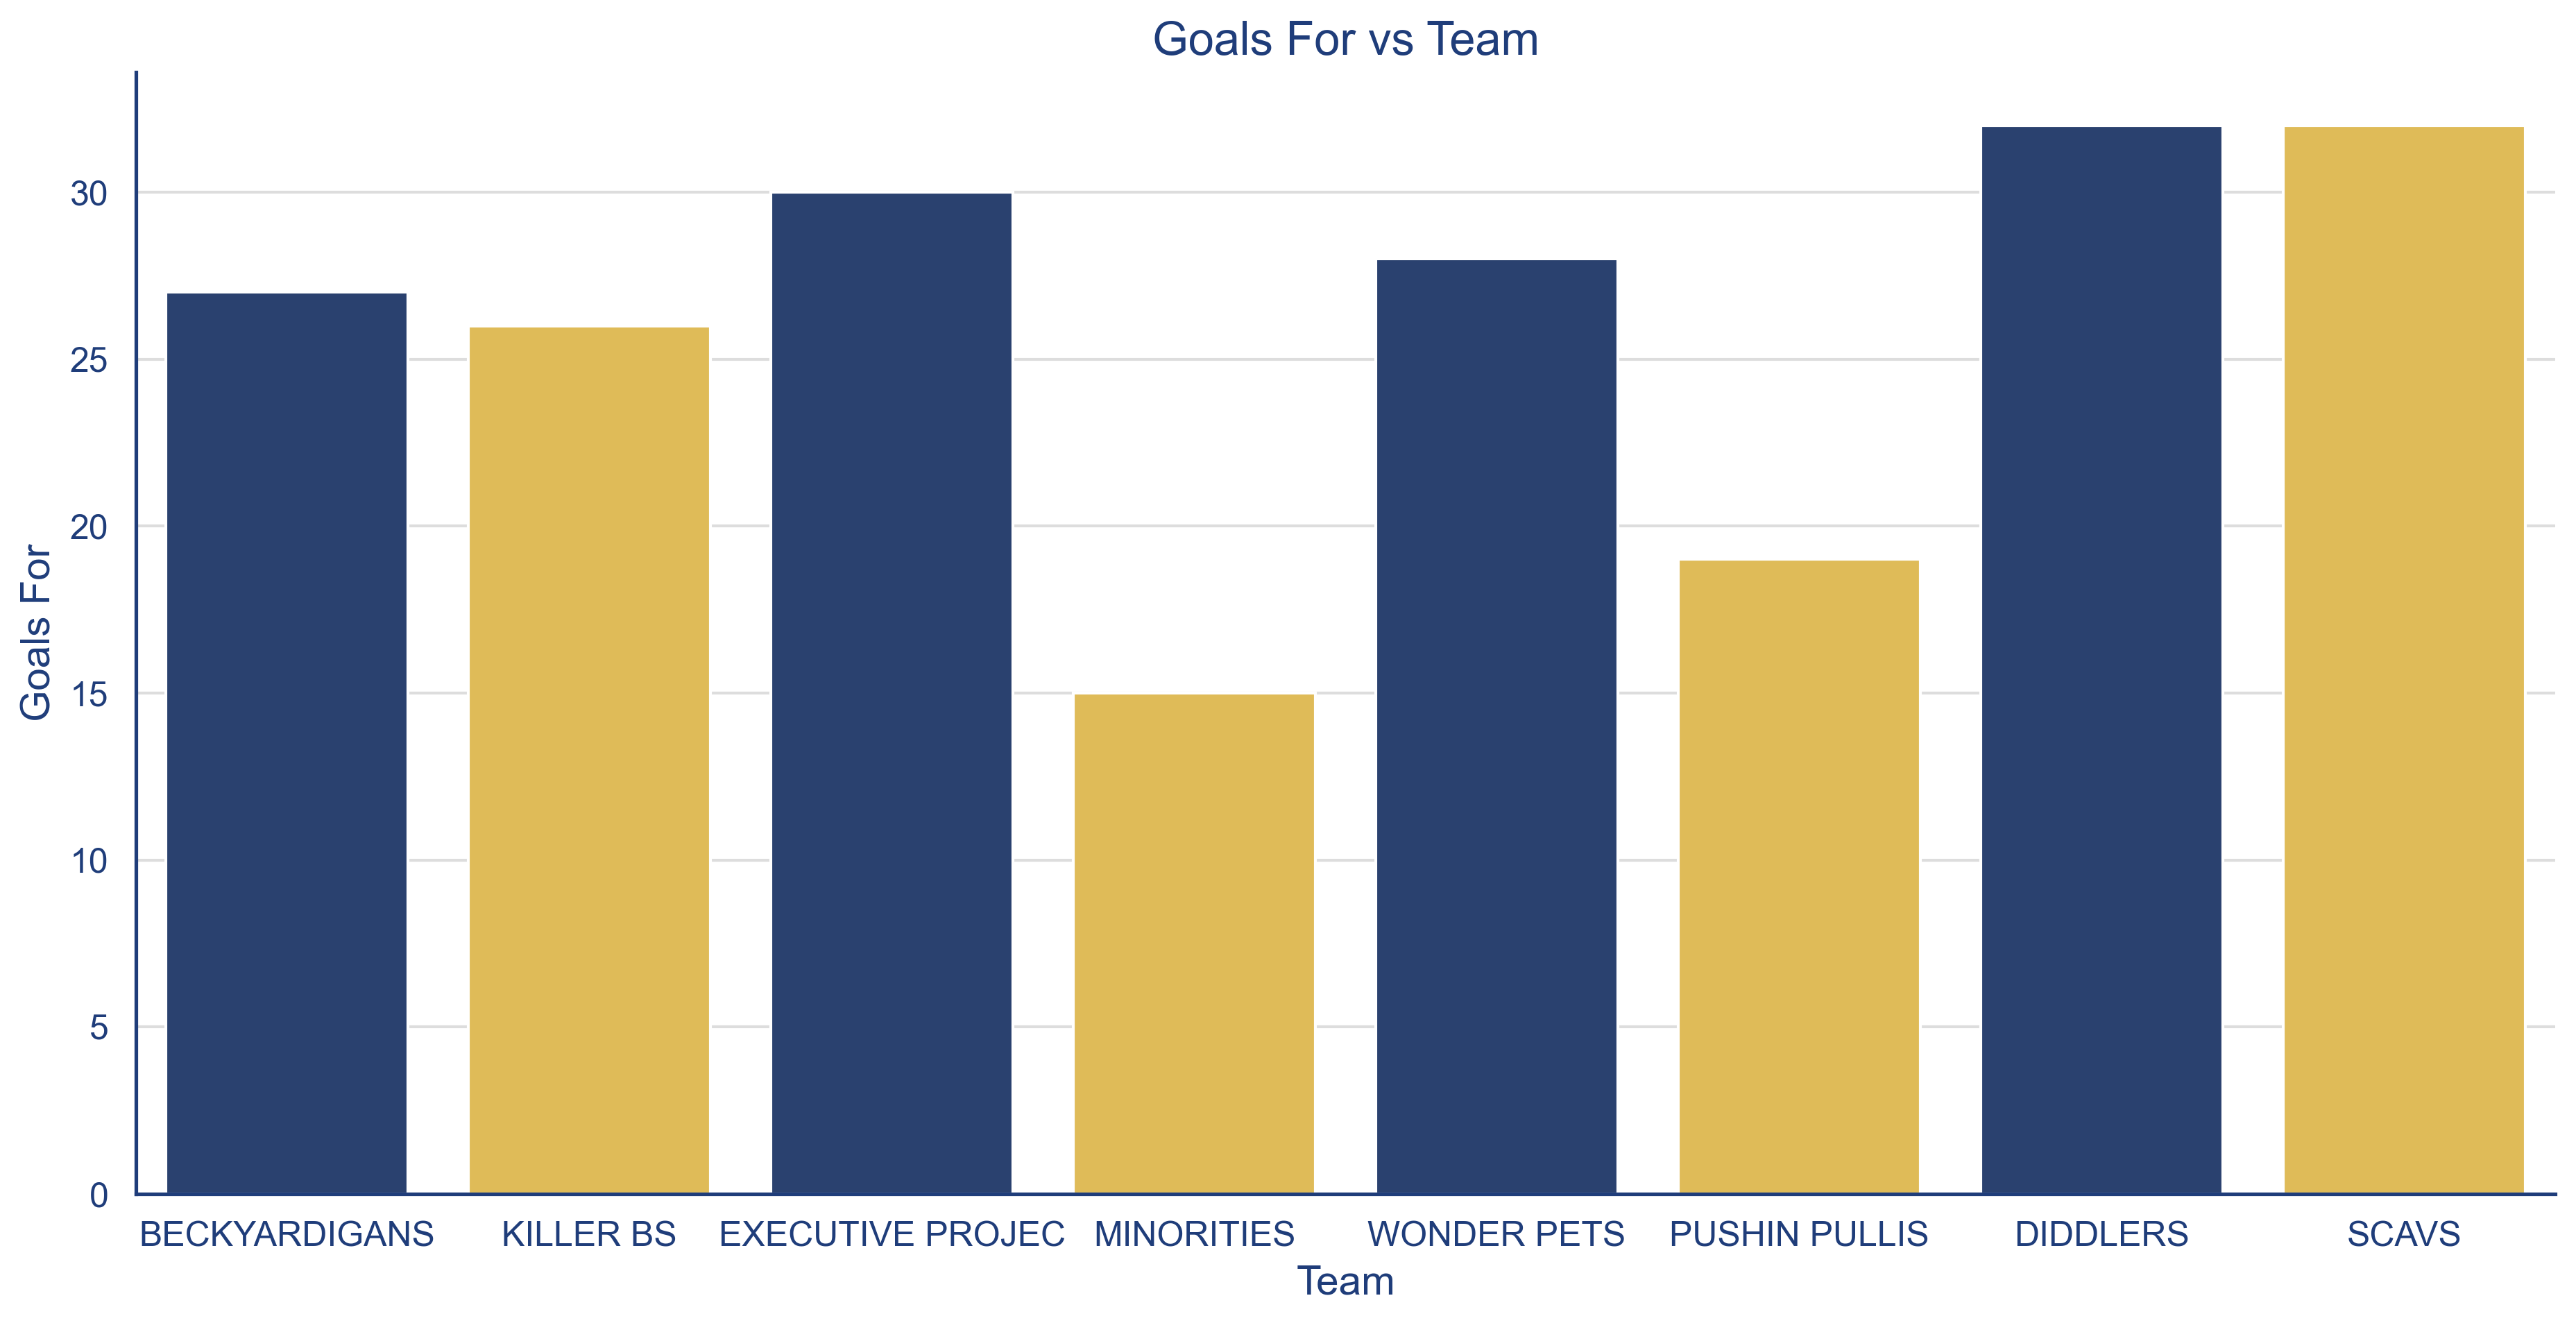 Goals For vs Team
Goals For
30
25
20
15
10
5
0
BECKYARDIGANS KILLER BS EXECUTIVE PROJEC MINORITIES WONDER PETS PUSHIN PULLIS DIDDLERS SCAVS
Team